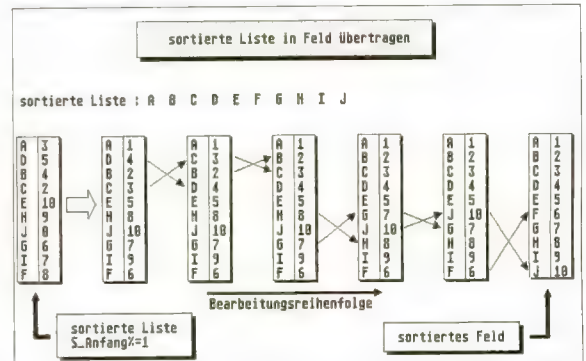 sortierte Liste in Feld übertragen
sortierte Liste : A B C D E F G H I J
A 3 A 1 A 1 A 1 A 1 A 1 A 1
D 5 D 4 C 3 B 2 B 2 B 2 B 2
B 4 B 2 B 2 C 3 C 3 C 3 C 3
C 2 C 3 D 4 D 4 D 4 D 4 D 4
E 10 E 5 E 5 E 5 E 5 E 5 E 5
H 9 H 8 H 8 H 8 G 7 J 10 F 6
J 0 J 10 J 10 J 10 J 10 G 7 G 7
G 6 G 7 G 7 G 7 H 8 H 8 H 8
I 7 I 9 I 9 I 9 I 9 I 9 I 9
F 8 F 6 F 6 F 6 F 6 F 6 J 10
Bearbeitungsreihenfolge
sortierte Liste
S_Anfang%=1
sortiertes Feld